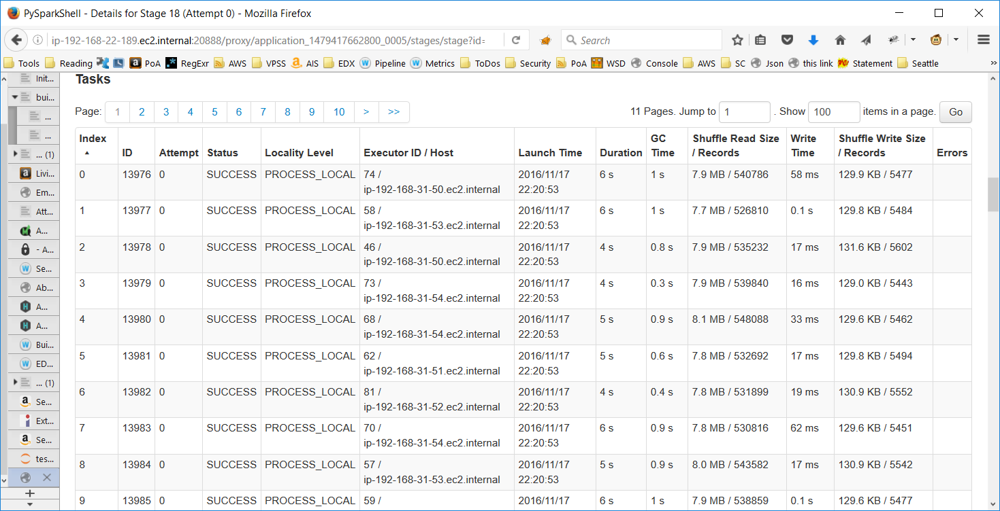 PySparkShell - Details for Stage 18 (Attempt 0) - Mozilla Firefox
ip-192-168-22-189.ec2.internal:20888/proxy/application_1479417662800_0005/stages/stage?id= Search
Tools Reading PoA RegExr AWS VPSS AIS EDX Pipeline Metrics ToDos Security PoA WSD Console AWS SC Json this link Statement Seattle »
Init...
bui...
...
...
... (1)
Livi...
Em...
Att...
A...
- A...
Se...
Ab...
A...
A...
Bui...
ED...
... (1)
Se...
Ext...
Se...
tes...
Tasks
Page: 1 2 3 4 5 6 7 8 9 10 > >> 11 Pages. Jump to 1 . Show 100 items in a page. Go
Index ID Attempt Status Locality Level Executor ID / Host Launch Time Duration GC Time Shuffle Read Size / Records Write Time Shuffle Write Size / Records Errors
0 13976 0 SUCCESS PROCESS_LOCAL 74 / 2016/11/17 6 s 1 s 7.9 MB / 540786 58 ms 129.9 KB / 5477
ip-192-168-31-50.ec2.internal 22:20:53
1 13977 0 SUCCESS PROCESS_LOCAL 58 / 2016/11/17 6 s 1 s 7.7 MB / 526810 0.1 s 129.8 KB / 5484
ip-192-168-31-53.ec2.internal 22:20:53
2 13978 0 SUCCESS PROCESS_LOCAL 46 / 2016/11/17 4 s 0.8 s 7.9 MB / 535232 17 ms 131.6 KB / 5602
ip-192-168-31-50.ec2.internal 22:20:53
3 13979 0 SUCCESS PROCESS_LOCAL 73 / 2016/11/17 4 s 0.3 s 7.9 MB / 539840 16 ms 129.0 KB / 5443
ip-192-168-31-54.ec2.internal 22:20:53
4 13980 0 SUCCESS PROCESS_LOCAL 68 / 2016/11/17 5 s 0.9 s 8.1 MB / 548088 33 ms 129.6 KB / 5462
ip-192-168-31-54.ec2.internal 22:20:53
5 13981 0 SUCCESS PROCESS_LOCAL 62 / 2016/11/17 5 s 0.6 s 7.8 MB / 532692 17 ms 129.8 KB / 5494
ip-192-168-31-51.ec2.internal 22:20:53
6 13982 0 SUCCESS PROCESS_LOCAL 81 / 2016/11/17 4 s 0.4 s 7.8 MB / 531899 19 ms 130.9 KB / 5552
ip-192-168-31-52.ec2.internal 22:20:53
7 13983 0 SUCCESS PROCESS_LOCAL 70 / 2016/11/17 6 s 0.9 s 7.8 MB / 530816 62 ms 129.6 KB / 5451
ip-192-168-31-54.ec2.internal 22:20:53
8 13984 0 SUCCESS PROCESS_LOCAL 57 / 2016/11/17 5 s 0.9 s 8.0 MB / 543582 17 ms 130.9 KB / 5542
ip-192-168-31-53.ec2.internal 22:20:53
9 13985 0 SUCCESS PROCESS_LOCAL 59 / 2016/11/17 6 s 1 s 7.9 MB / 538859 0.1 s 129.6 KB / 5477